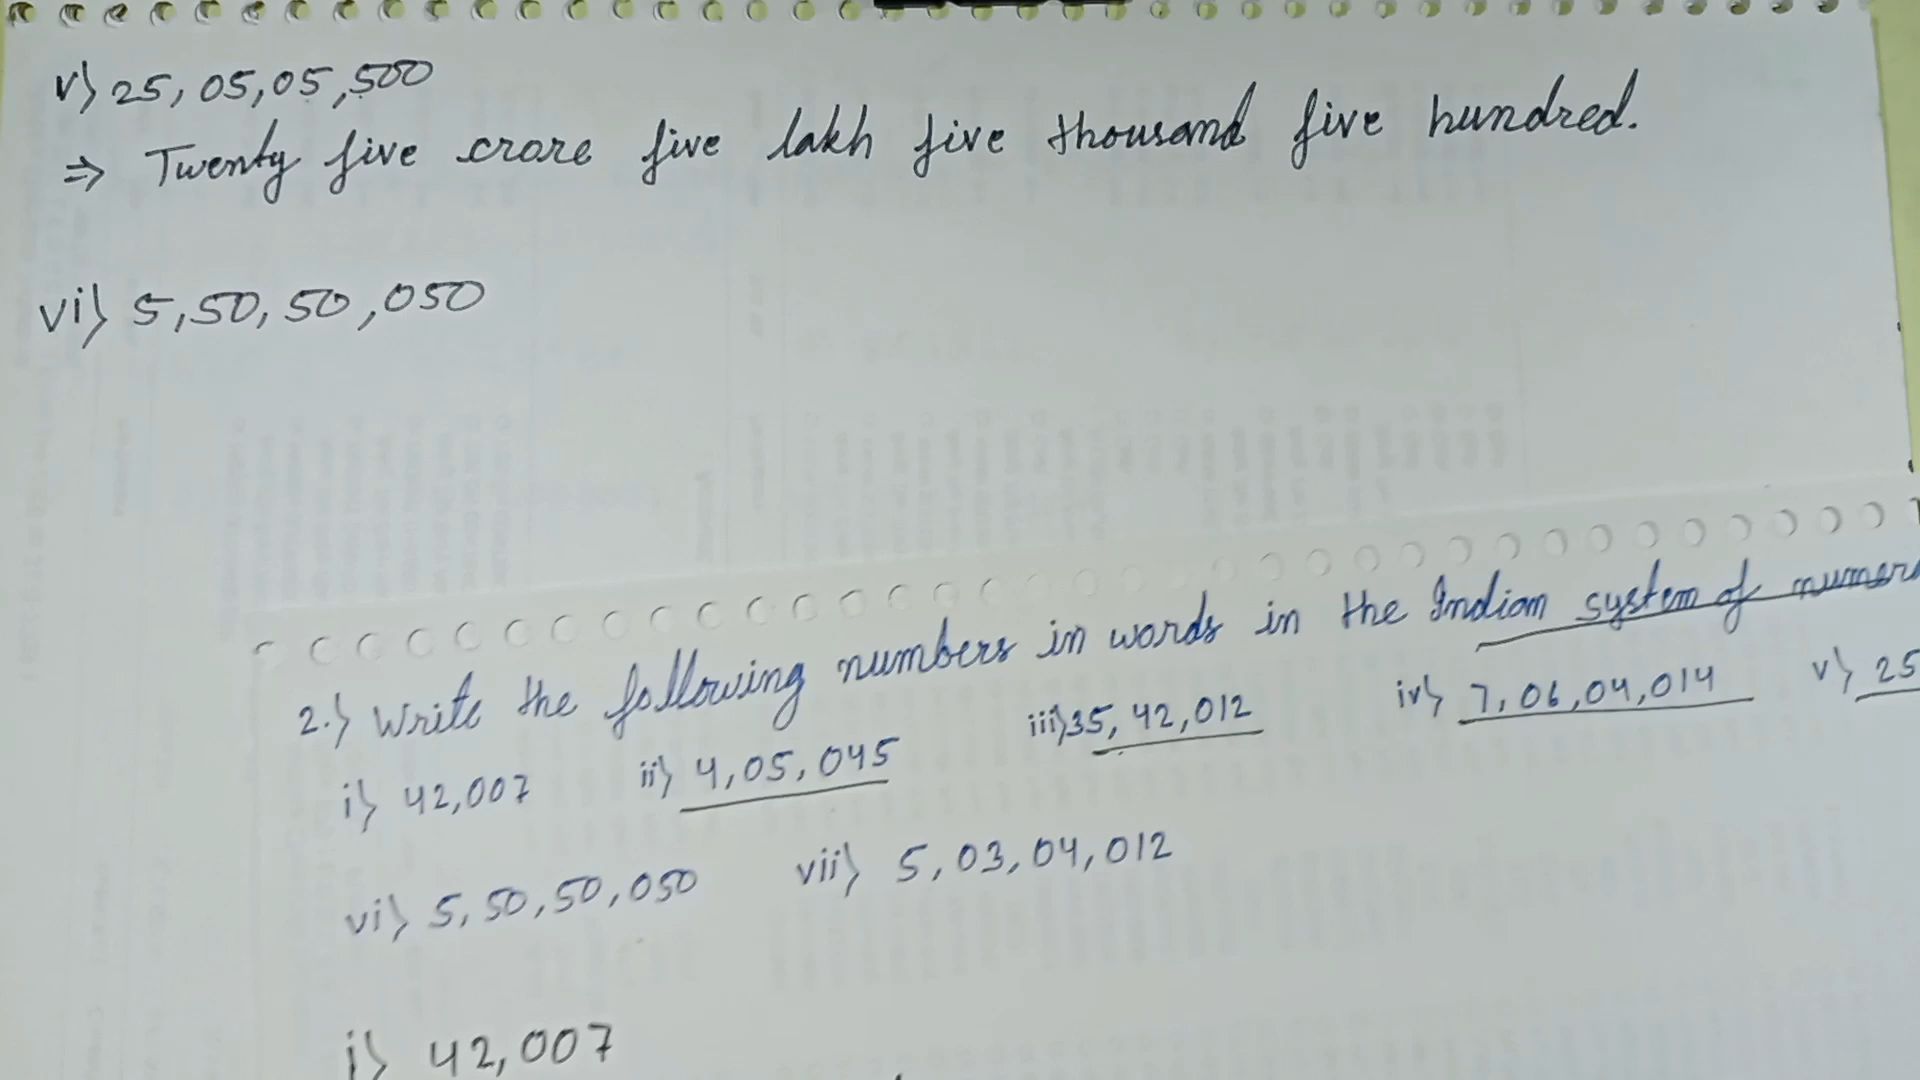 v) 25,05,05,500
⇒ Twenty five crore five lakh five thousand five hundred.
vi) 5,50,50,050
2.) Write the following numbers in words in the Indian system of numer
i) 42,007 ii) 4,05,045 iii) 35,42,012 iv) 7,06,04,014 v) 25
vi) 5,50,50,050 vii) 5,03,04,012
i) 42,007